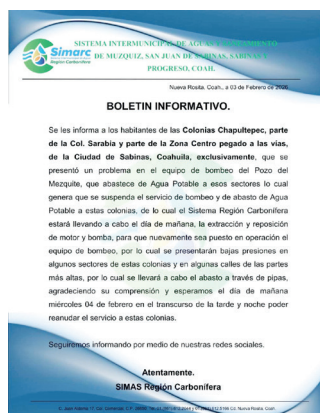 SISTEMA INTERMUNICIPAL DE AGUAS Y SANEAMIENTO
DE MUZQUIZ, SAN JUAN DE SABINAS, SABINAS Y
PROGRESO, COAH.
Simarc
Región Carbonífera
Nueva Rosita, Coah., a 03 de Febrero de 2026
BOLETIN INFORMATIVO.
Se les informa a los habitantes de las Colonias Chapultepec, parte
de la Col. Sarabia y parte de la Zona Centro pegado a las vías,
de la Ciudad de Sabinas, Coahuila, exclusivamente, que se
presentó un problema en el equipo de bombeo del Pozo del
Mezquite, que abastece de Agua Potable a esos sectores lo cual
genera que se suspenda el servicio de bombeo y de abasto de Agua
Potable a estas colonias, de lo cual el Sistema Región Carbonífera
estará llevando a cabo el día de mañana, la extracción y reposición
de motor y bomba, para que nuevamente sea puesto en operación el
equipo de bombeo, por lo cual se presentarán bajas presiones en
algunos sectores de estas colonias y en algunas calles de las partes
más altas, por lo cual se llevará a cabo el abasto a través de pipas,
agradeciendo su comprensión y esperamos el día de mañana
miércoles 04 de febrero en el transcurso de la tarde y noche poder
reanudar el servicio a estas colonias.
Seguiremos informando por medio de nuestras redes sociales.
Atentamente.
SIMAS Región Carbonífera